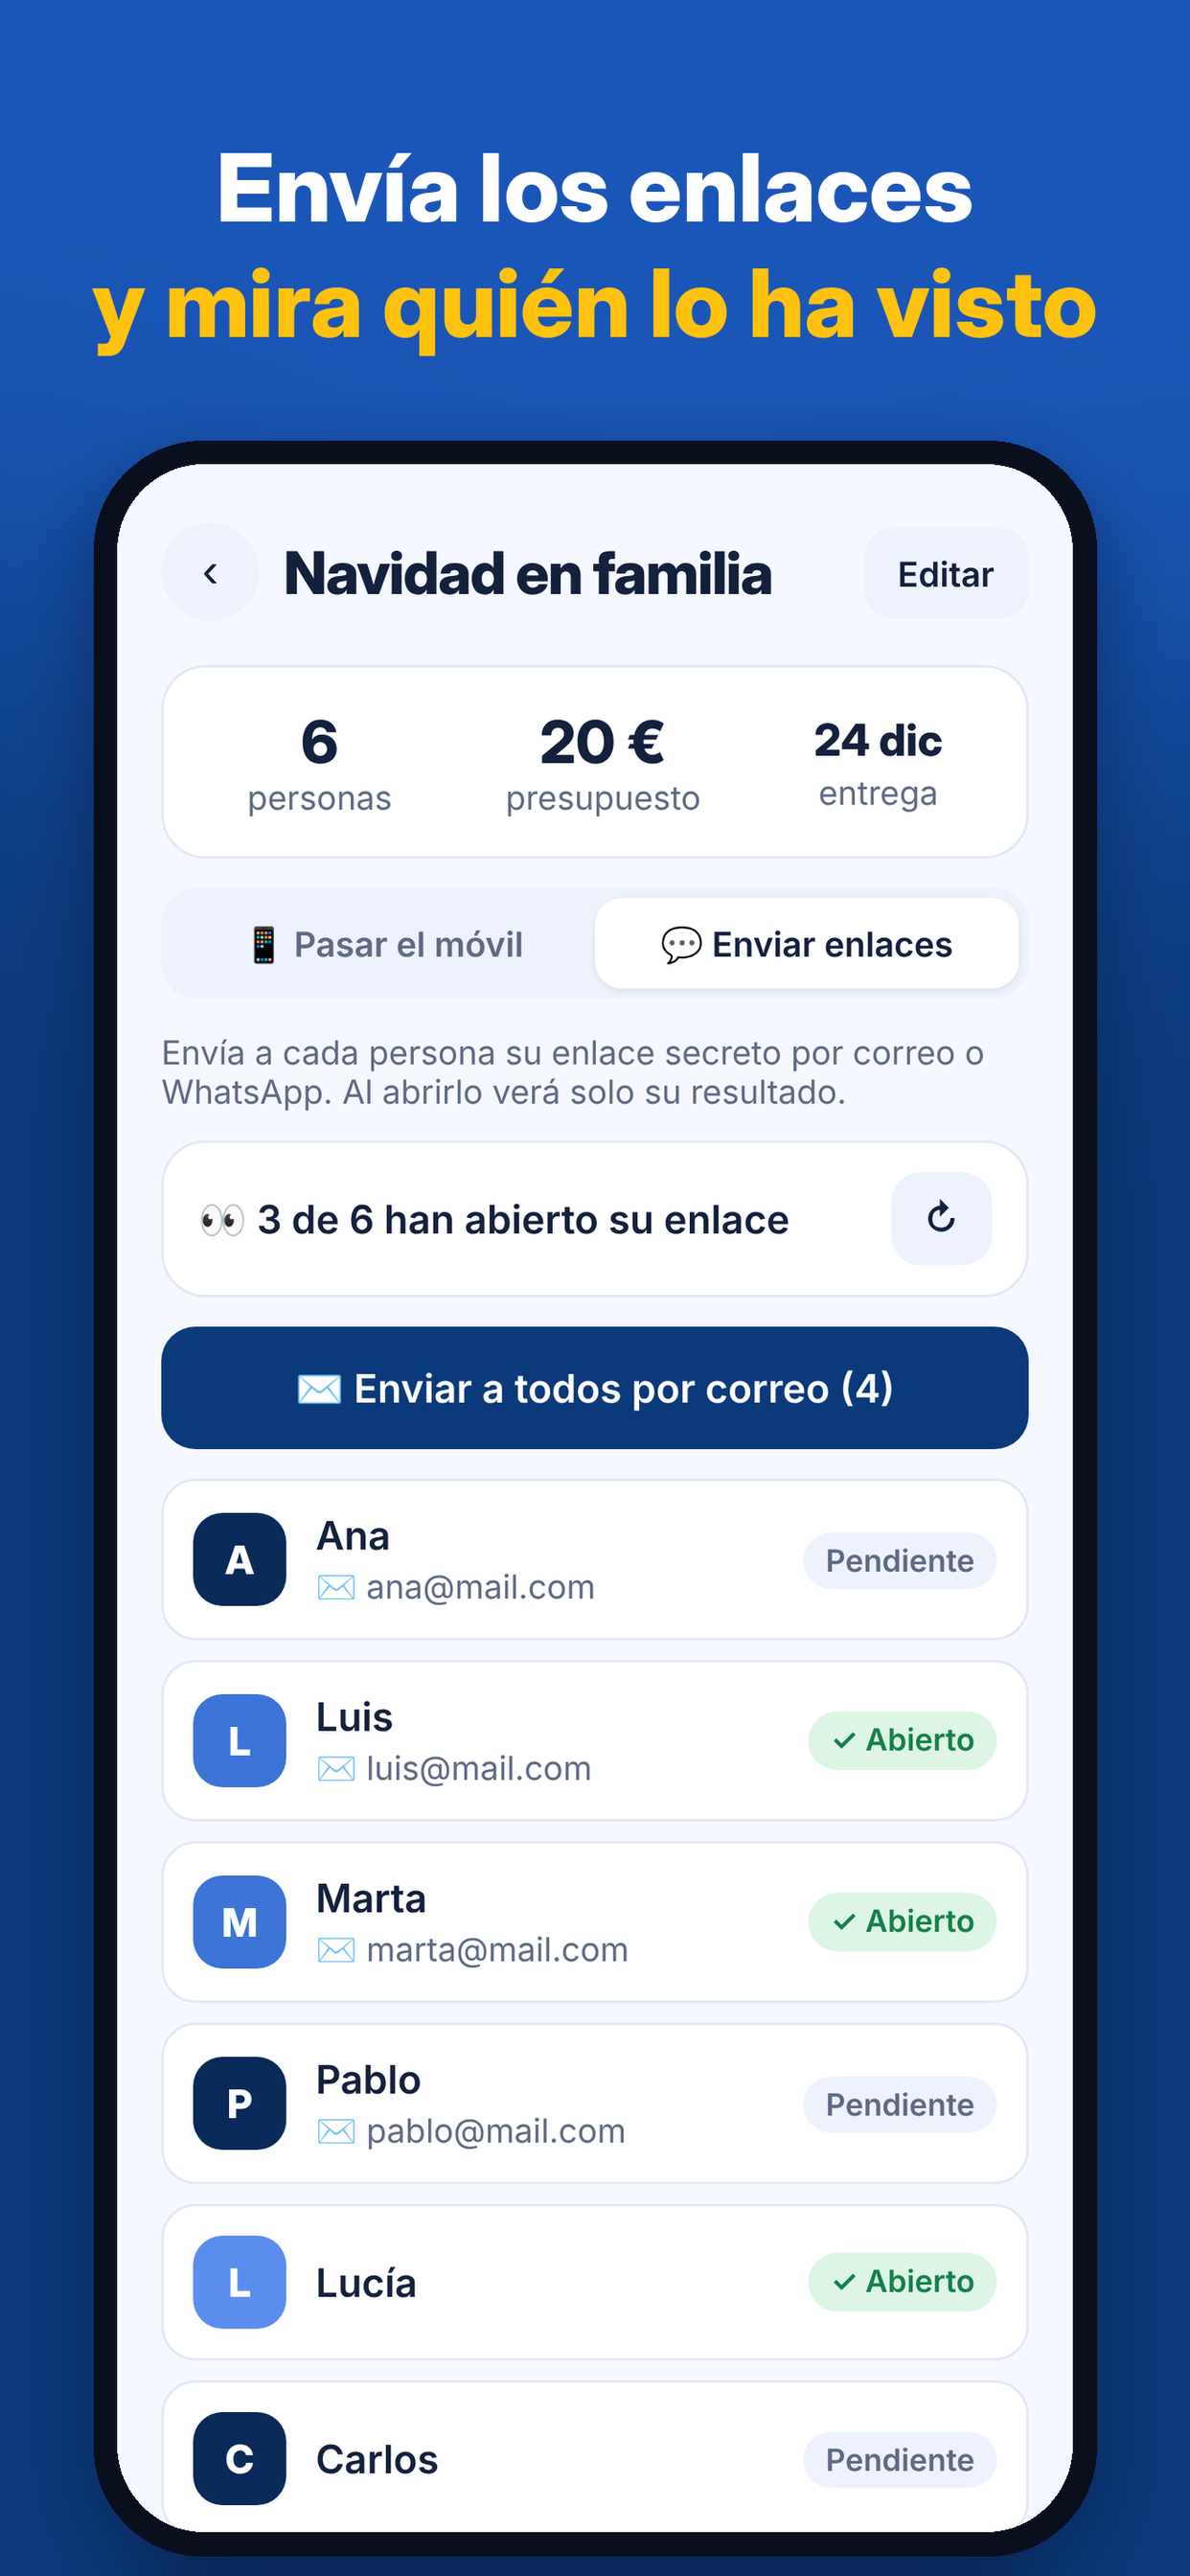 Envía los enlaces
y mira quién lo ha visto
‹ Navidad en familia Editar
6 20 € 24 dic
personas presupuesto entrega
📱 Pasar el móvil 💬 Enviar enlaces
Envía a cada persona su enlace secreto por correo o
WhatsApp. Al abrirlo verá solo su resultado.
👀 3 de 6 han abierto su enlace ↻
✉️ Enviar a todos por correo (4)
A Ana
✉️ ana@mail.com
Pendiente
L Luis
✉️ luis@mail.com
✓ Abierto
M Marta
✉️ marta@mail.com
✓ Abierto
P Pablo
✉️ pablo@mail.com
Pendiente
L Lucía ✓ Abierto
C Carlos Pendiente